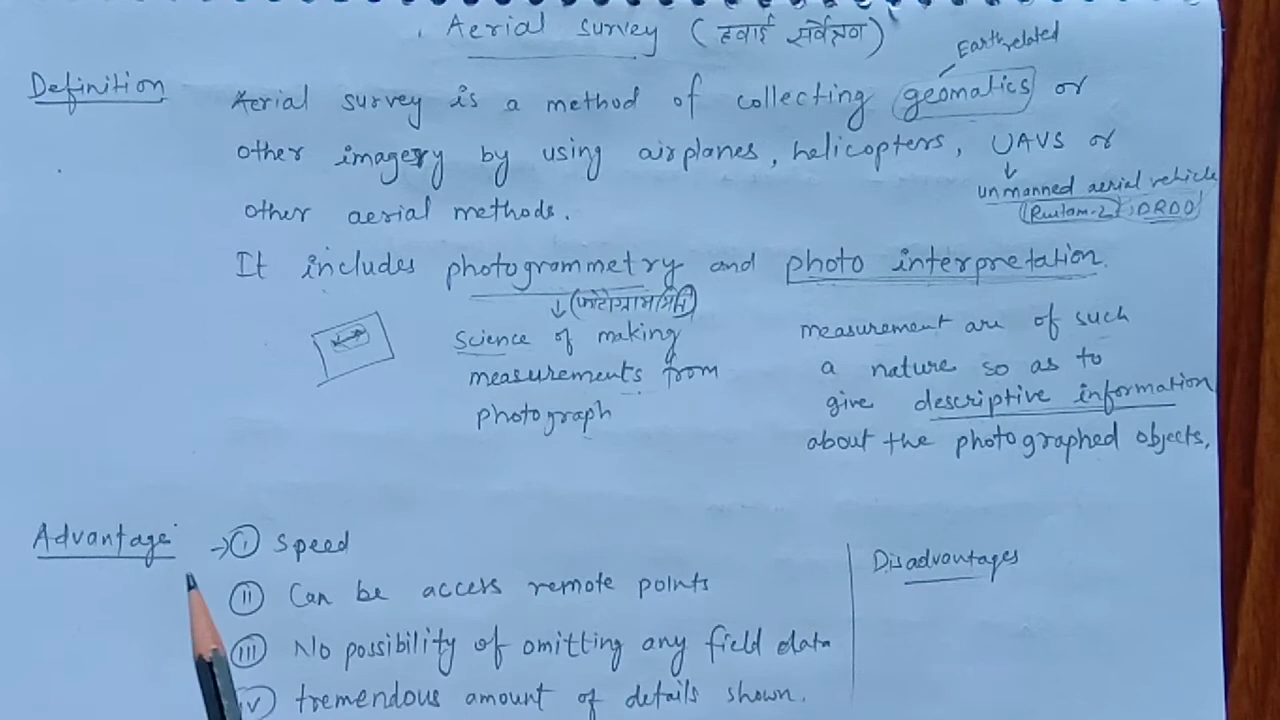 Aerial survey (हवाई सर्वेक्षण)
Earth related
Definition
Aerial survey is a method of collecting geomatics or
other imagery by using airplanes, helicopters, UAVS or
unmanned aerial vehicle
other aerial methods.
(Rustom-2), DRDO
It includes photogrammetry and photo interpretation.
(फोटोग्रामेट्री)
science of making
measurements from
photograph
measurement are of such
a nature so as to
give descriptive information
about the photographed objects,
Advantage → (i) Speed
(ii) Can be access remote points
(iii) No possibility of omitting any field data
(iv) tremendous amount of details shown.
Disadvantages